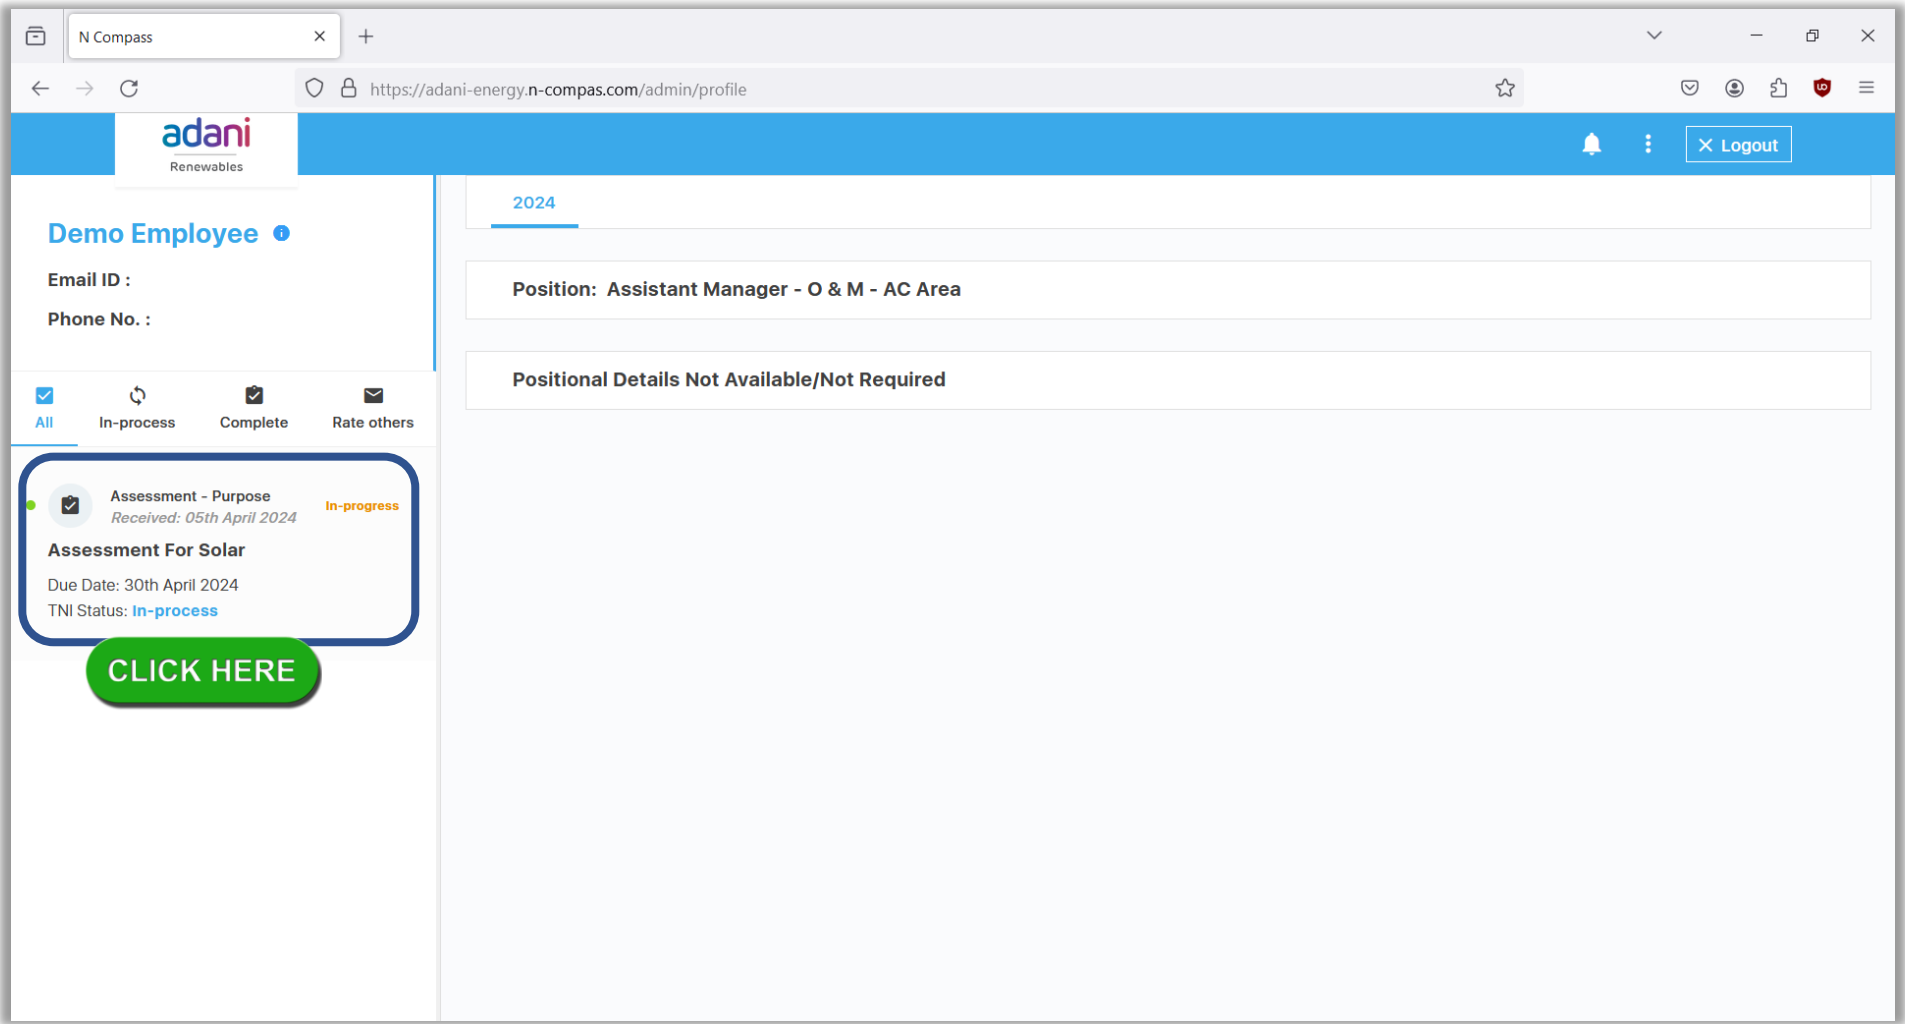 N Compass
https://adani-energy.n-compas.com/admin/profile
adani
Renewables
Logout
Demo Employee
Email ID :
Phone No. :
All
In-process
Complete
Rate others
Assessment - Purpose
Received: 05th April 2024
In-progress
Assessment For Solar
Due Date: 30th April 2024
TNI Status: In-process
CLICK HERE
2024
Position: Assistant Manager - O & M - AC Area
Positional Details Not Available/Not Required